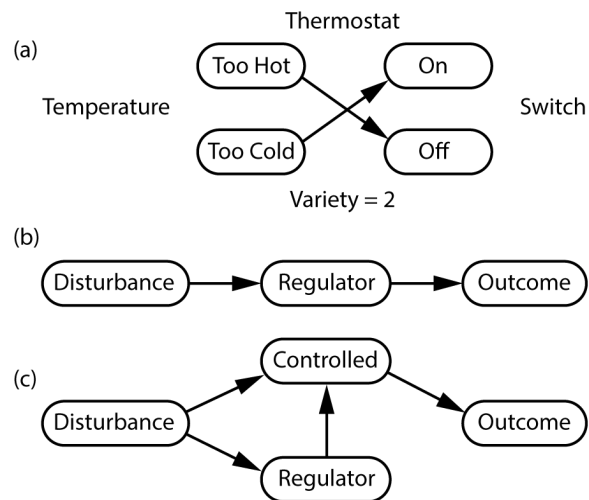 Thermostat
(a)
Too Hot
On
Temperature
Switch
Too Cold
Off
Variety = 2
(b)
Disturbance
Regulator
Outcome
Controlled
(c)
Disturbance
Outcome
Regulator